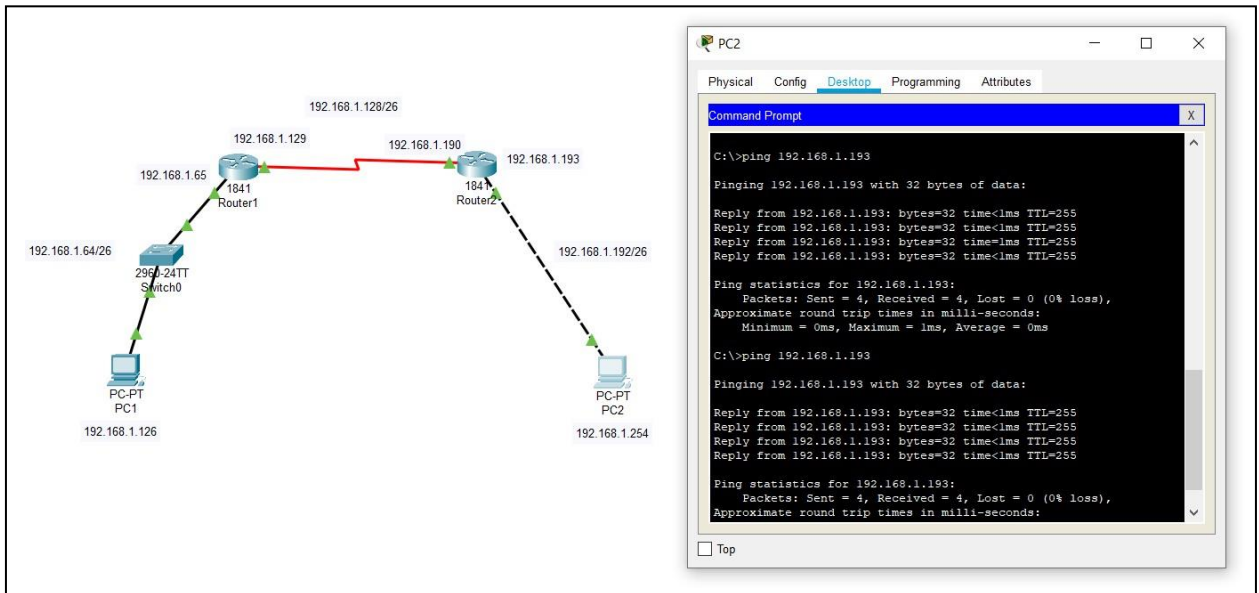 192.168.1.128/26
192.168.1.129
192.168.1.190
192.168.1.193
192.168.1.65
1841
Router1
1841
Router2
192.168.1.64/26
192.168.1.192/26
2960-24TT
Switch0
PC-PT
PC1
192.168.1.126
PC-PT
PC2
192.168.1.254
PC2
Physical Config Desktop Programming Attributes
Command Prompt X
C:\>ping 192.168.1.193
Pinging 192.168.1.193 with 32 bytes of data:
Reply from 192.168.1.193: bytes=32 time<1ms TTL=255
Reply from 192.168.1.193: bytes=32 time<1ms TTL=255
Reply from 192.168.1.193: bytes=32 time=1ms TTL=255
Reply from 192.168.1.193: bytes=32 time<1ms TTL=255
Ping statistics for 192.168.1.193:
Packets: Sent = 4, Received = 4, Lost = 0 (0% loss),
Approximate round trip times in milli-seconds:
Minimum = 0ms, Maximum = 1ms, Average = 0ms
C:\>ping 192.168.1.193
Pinging 192.168.1.193 with 32 bytes of data:
Reply from 192.168.1.193: bytes=32 time<1ms TTL=255
Reply from 192.168.1.193: bytes=32 time<1ms TTL=255
Reply from 192.168.1.193: bytes=32 time<1ms TTL=255
Reply from 192.168.1.193: bytes=32 time<1ms TTL=255
Ping statistics for 192.168.1.193:
Packets: Sent = 4, Received = 4, Lost = 0 (0% loss),
Approximate round trip times in milli-seconds:
Top